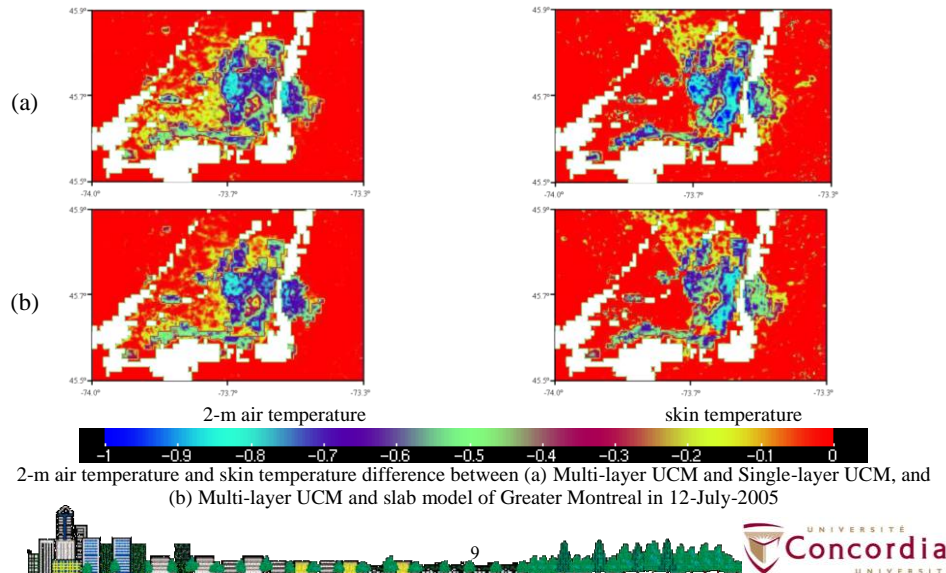 45.9°
45.7°
45.5°
-74.0°
-73.7°
-73.3°
45.9°
45.7°
45.5°
-74.0°
-73.7°
-73.3°
(a)
45.9°
45.7°
45.5°
-74.0°
-73.7°
-73.3°
45.9°
45.7°
45.5°
-74.0°
-73.7°
-73.3°
(b)
2-m air temperature
skin temperature
-1 -0.9 -0.8 -0.7 -0.6 -0.5 -0.4 -0.3 -0.2 -0.1 0
2-m air temperature and skin temperature difference between (a) Multi-layer UCM and Single-layer UCM, and
(b) Multi-layer UCM and slab model of Greater Montreal in 12-July-2005
9
UNIVERSITÉ
Concordia
UNIVERSITY